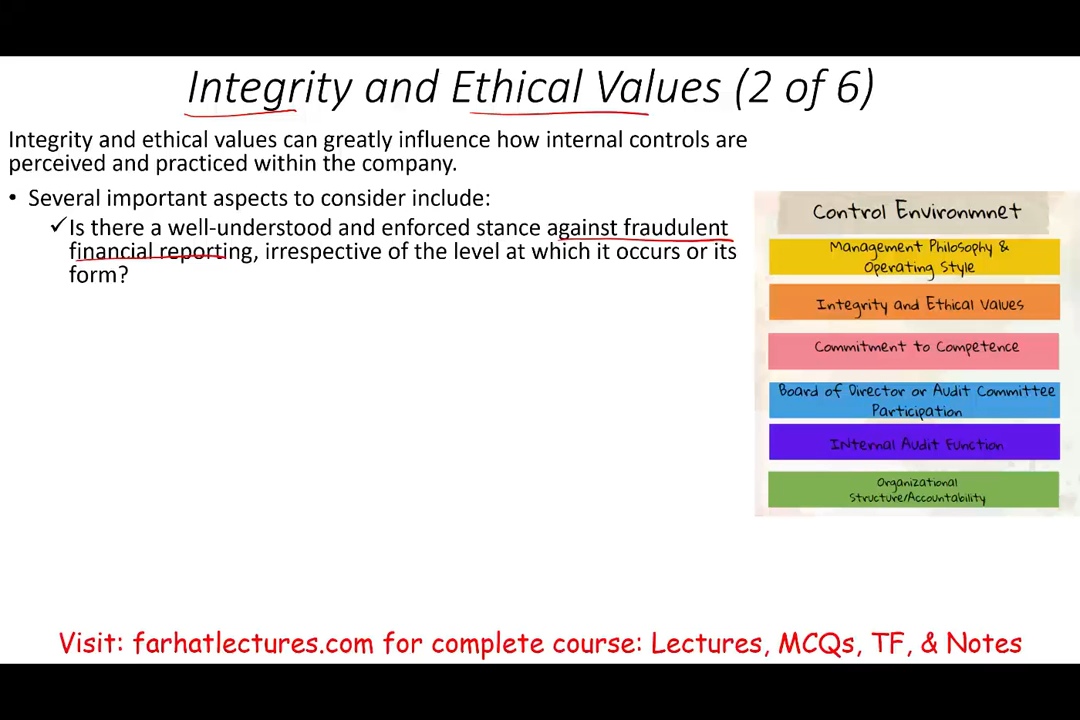 Integrity and Ethical Values (2 of 6)
Integrity and ethical values can greatly influence how internal controls are
perceived and practiced within the company.
• Several important aspects to consider include:
✓Is there a well-understood and enforced stance against fraudulent
financial reporting, irrespective of the level at which it occurs or its
form?
Control Environmnet
Management Philosophy &
Operating Style
Integrity and Ethical Values
Commitment to Competence
Board of Director or Audit Committee
Participation
INternal Audit Function
Organizational
Structure/Accountability
Visit: farhatlectures.com for complete course: Lectures, MCQs, TF, & Notes